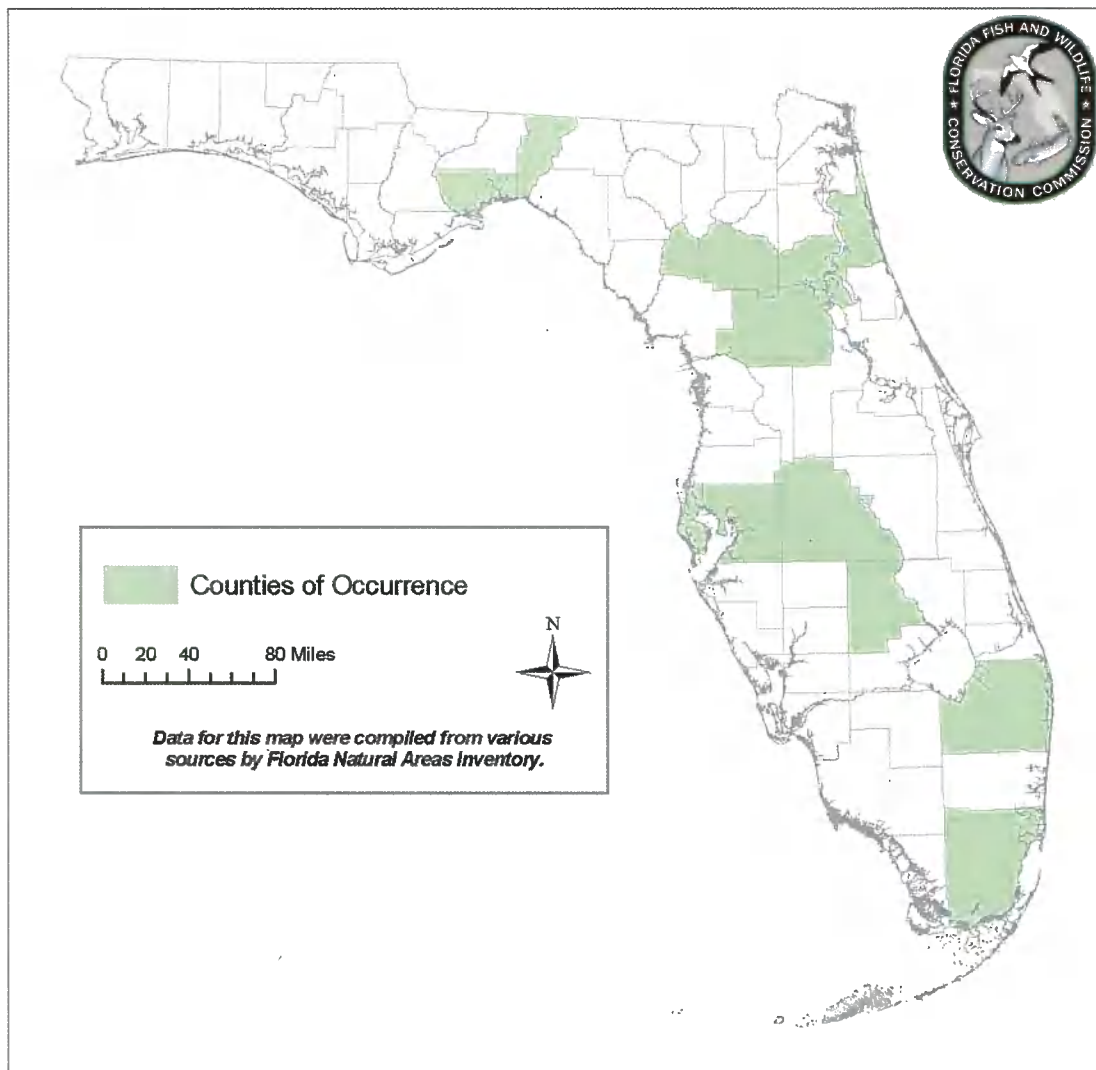 FLORIDA FISH AND WILDLIFE
★ CONSERVATION COMMISSION ★
Counties of Occurrence
N
0 20 40 80 Miles
Data for this map were compiled from various
sources by Florida Natural Areas Inventory.